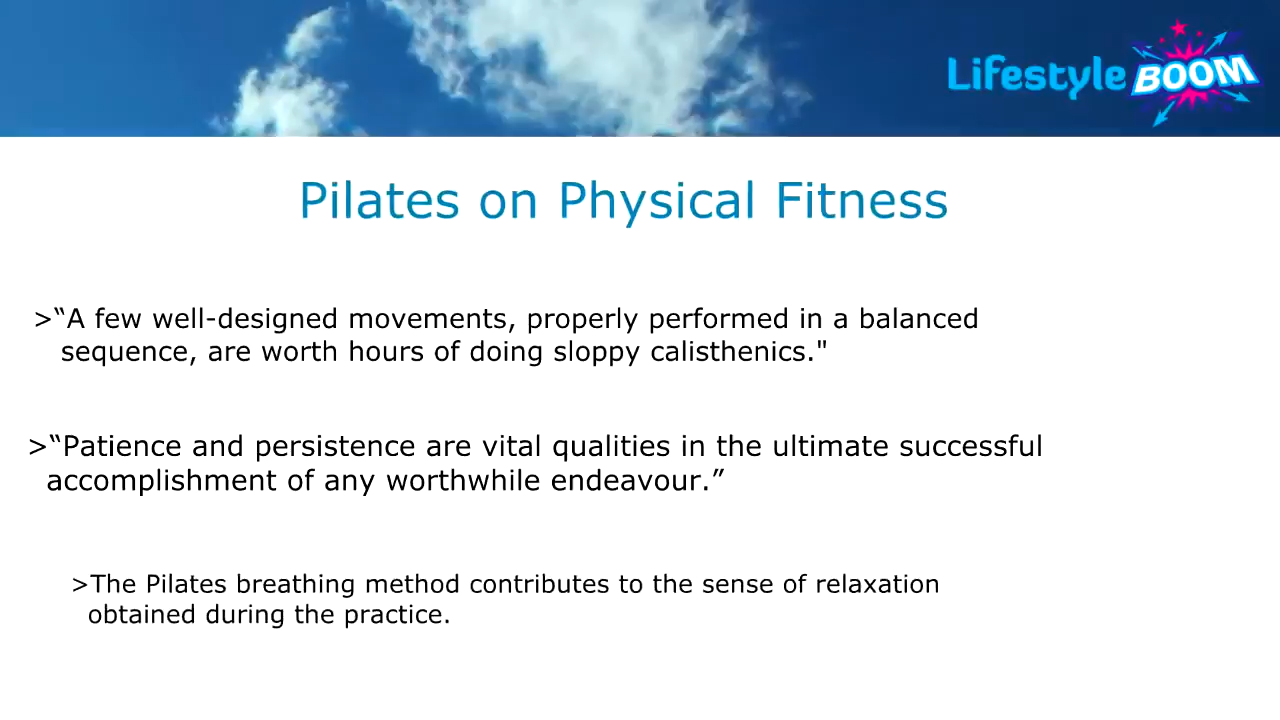 Lifestyle BOOM
Pilates on Physical Fitness
>“A few well-designed movements, properly performed in a balanced
sequence, are worth hours of doing sloppy calisthenics."
>“Patience and persistence are vital qualities in the ultimate successful
accomplishment of any worthwhile endeavour.”
>The Pilates breathing method contributes to the sense of relaxation
obtained during the practice.